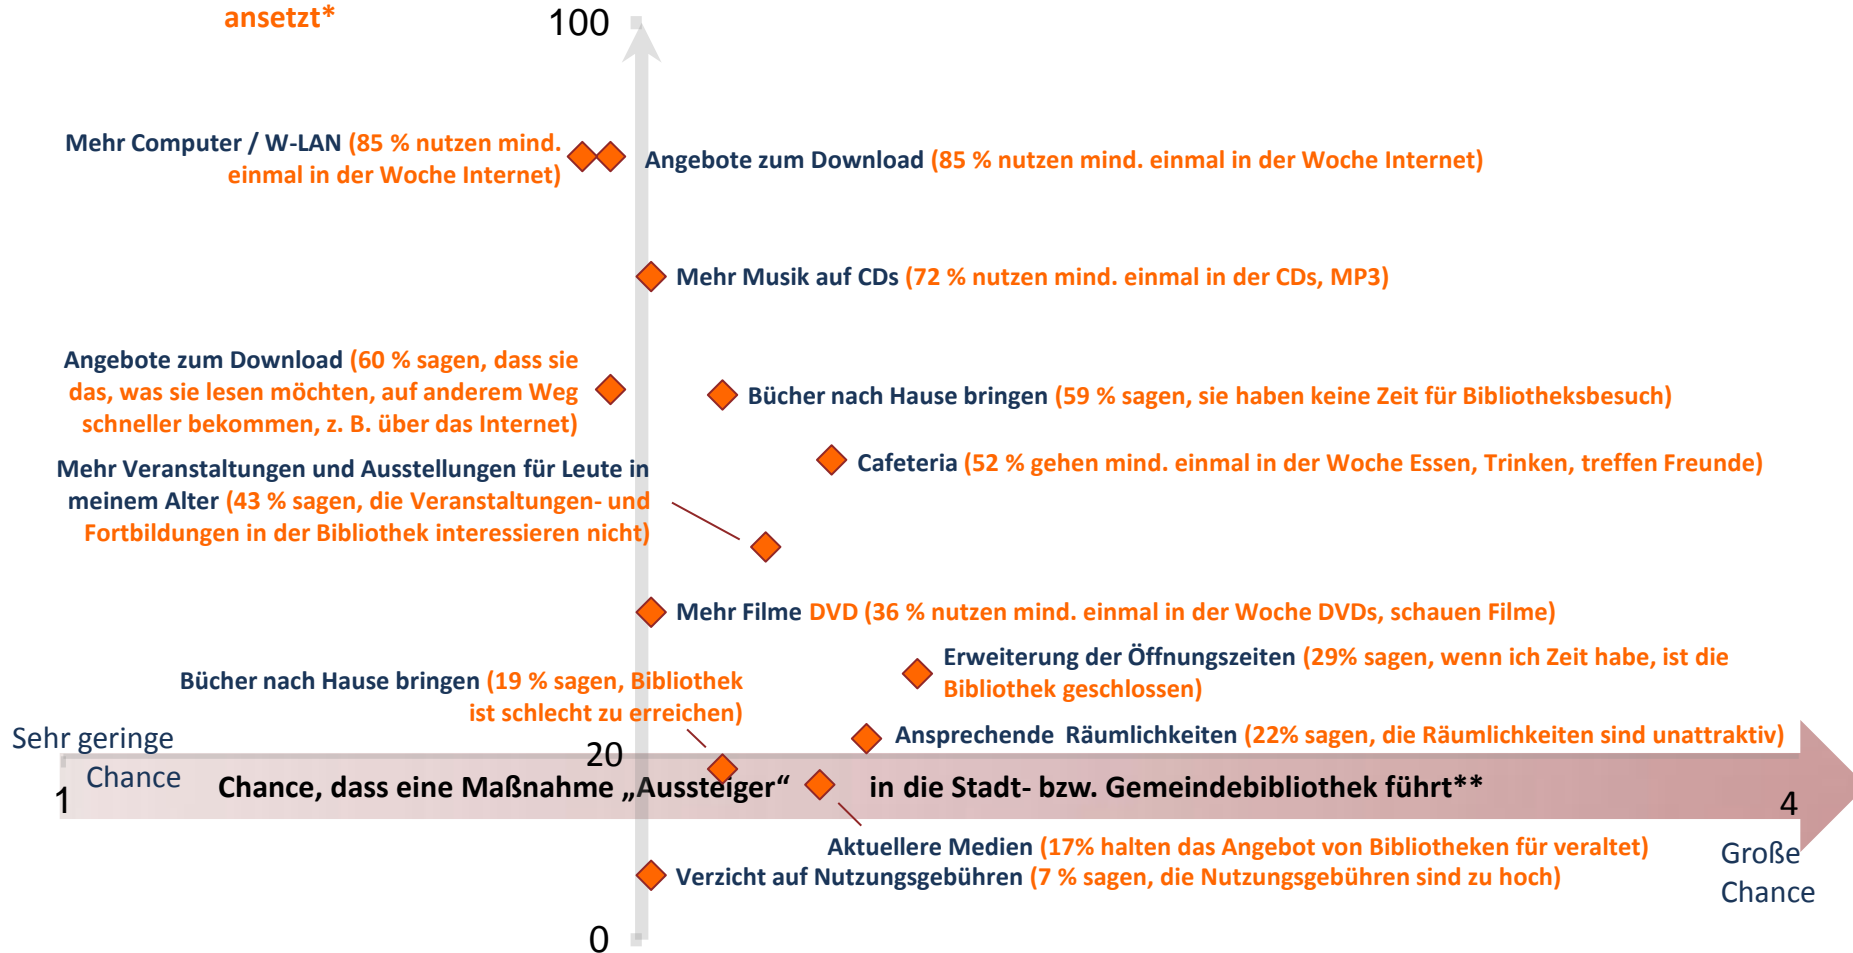 ansetzt*
100
Mehr Computer / W-LAN (85 % nutzen mind.
einmal in der Woche Internet)
Angebote zum Download (85 % nutzen mind. einmal in der Woche Internet)
Mehr Musik auf CDs (72 % nutzen mind. einmal in der CDs, MP3)
Angebote zum Download (60 % sagen, dass sie
das, was sie lesen möchten, auf anderem Weg
schneller bekommen, z. B. über das Internet)
Bücher nach Hause bringen (59 % sagen, sie haben keine Zeit für Bibliotheksbesuch)
Cafeteria (52 % gehen mind. einmal in der Woche Essen, Trinken, treffen Freunde)
Mehr Veranstaltungen und Ausstellungen für Leute in
meinem Alter (43 % sagen, die Veranstaltungen- und
Fortbildungen in der Bibliothek interessieren nicht)
Mehr Filme DVD (36 % nutzen mind. einmal in der Woche DVDs, schauen Filme)
Erweiterung der Öffnungszeiten (29% sagen, wenn ich Zeit habe, ist die
Bibliothek geschlossen)
Bücher nach Hause bringen (19 % sagen, Bibliothek
ist schlecht zu erreichen)
Ansprechende Räumlichkeiten (22% sagen, die Räumlichkeiten sind unattraktiv)
Sehr geringe
Chance
20
1
Chance, dass eine Maßnahme „Aussteiger“ in die Stadt- bzw. Gemeindebibliothek führt**
4
Aktuellere Medien (17% halten das Angebot von Bibliotheken für veraltet)
Verzicht auf Nutzungsgebühren (7 % sagen, die Nutzungsgebühren sind zu hoch)
Große
Chance
0